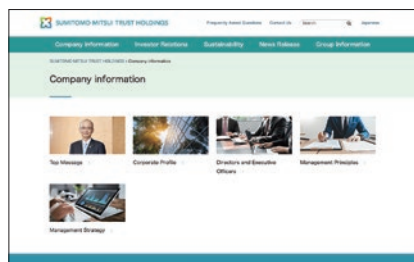 SUMITOMO MITSUI TRUST HOLDINGS
Frequently Asked Questions Contact Us Search Japanese
Company Information Investor Relations Sustainability News Release Group Information
SUMITOMO MITSUI TRUST HOLDINGS > Company Information
Company information
Top Message
Corporate Profile
Directors and Executive
Officers
Management Principles
Management Strategy